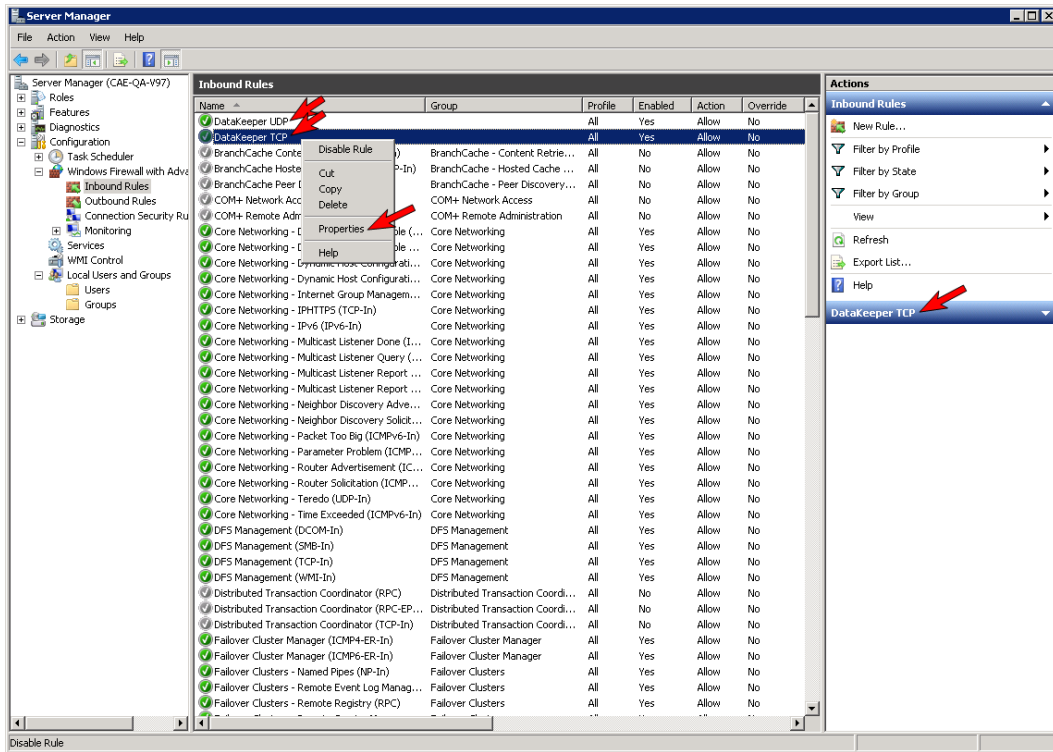 Server Manager
File Action View Help
Server Manager (CAE-QA-V97)
Roles
Features
Diagnostics
Configuration
Task Scheduler
Windows Firewall with Adva
Inbound Rules
Outbound Rules
Connection Security Ru
Monitoring
Services
WMI Control
Local Users and Groups
Users
Groups
Storage
Inbound Rules
Name Group Profile Enabled Action Override
DataKeeper UDP All Yes Allow No
DataKeeper TCP All Yes Allow No
BranchCache Conte ) BranchCache - Content Retrie... All No Allow No
BranchCache Hoste P-In) BranchCache - Hosted Cache ... All No Allow No
BranchCache Peer BranchCache - Peer Discovery... All No Allow No
COM+ Network Acc COM+ Network Access All No Allow No
COM+ Remote Adm COM+ Remote Administration All No Allow No
Core Networking - ble (... Core Networking All Yes Allow No
Core Networking - ble ... Core Networking All Yes Allow No
Core Networking - Dynamic Host Configurati... Core Networking All Yes Allow No
Core Networking - Dynamic Host Configurati... Core Networking All Yes Allow No
Core Networking - Internet Group Managem... Core Networking All Yes Allow No
Core Networking - IPHTTPS (TCP-In) Core Networking All Yes Allow No
Core Networking - IPv6 (IPv6-In) Core Networking All Yes Allow No
Core Networking - Multicast Listener Done (I... Core Networking All Yes Allow No
Core Networking - Multicast Listener Query (... Core Networking All Yes Allow No
Core Networking - Multicast Listener Report ... Core Networking All Yes Allow No
Core Networking - Multicast Listener Report ... Core Networking All Yes Allow No
Core Networking - Neighbor Discovery Adve... Core Networking All Yes Allow No
Core Networking - Neighbor Discovery Solicit... Core Networking All Yes Allow No
Core Networking - Packet Too Big (ICMPv6-In) Core Networking All Yes Allow No
Core Networking - Parameter Problem (ICMP... Core Networking All Yes Allow No
Core Networking - Router Advertisement (IC... Core Networking All Yes Allow No
Core Networking - Router Solicitation (ICMP... Core Networking All Yes Allow No
Core Networking - Teredo (UDP-In) Core Networking All Yes Allow No
Core Networking - Time Exceeded (ICMPv6-In) Core Networking All Yes Allow No
DFS Management (DCOM-In) DFS Management All Yes Allow No
DFS Management (SMB-In) DFS Management All Yes Allow No
DFS Management (TCP-In) DFS Management All Yes Allow No
DFS Management (WMI-In) DFS Management All Yes Allow No
Distributed Transaction Coordinator (RPC) Distributed Transaction Coordi... All No Allow No
Distributed Transaction Coordinator (RPC-EP... Distributed Transaction Coordi... All No Allow No
Distributed Transaction Coordinator (TCP-In) Distributed Transaction Coordi... All No Allow No
Failover Cluster Manager (ICMP4-ER-In) Failover Cluster Manager All Yes Allow No
Failover Cluster Manager (ICMP6-ER-In) Failover Cluster Manager All Yes Allow No
Failover Clusters - Named Pipes (NP-In) Failover Clusters All Yes Allow No
Failover Clusters - Remote Event Log Manag... Failover Clusters All Yes Allow No
Failover Clusters - Remote Registry (RPC) Failover Clusters All Yes Allow No
Disable Rule
Cut
Copy
Delete
Properties
Help
Actions
Inbound Rules
New Rule...
Filter by Profile
Filter by State
Filter by Group
View
Refresh
Export List...
Help
DataKeeper TCP
Disable Rule